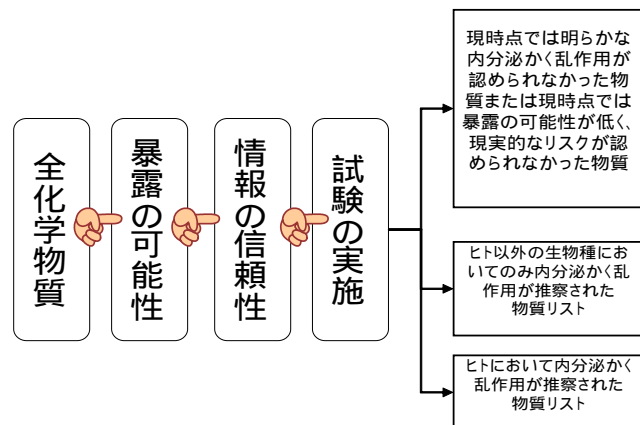 全化学物質
暴露の可能性
情報の信頼性
試験の実施
現時点では明らかな
内分泌かく乱作用が
認められなかった物
質または現時点では
暴露の可能性が低く、
現実的なリスクが認
められなかった物質
ヒト以外の生物種にお
いてのみ内分泌かく乱
作用が推察された
物質リスト
ヒトにおいて内分泌かく
乱作用が推察された
物質リスト